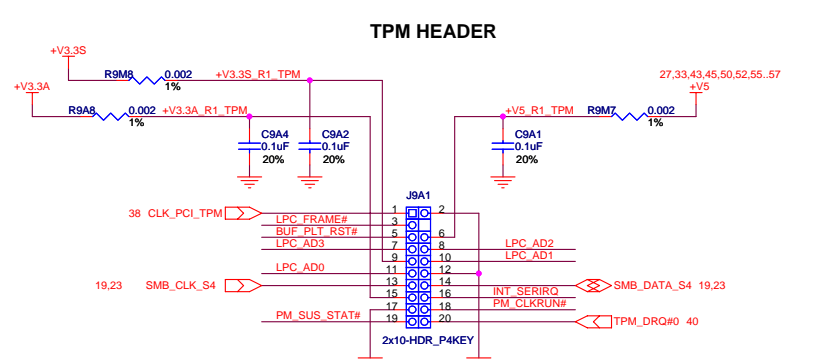 TPM HEADER
+V3.3S
R9M8 0.002 +V3.3S_R1_TPM
1%
27,33,43,45,50,52,55..57
+V3.3A
+V5
R9A8 0.002 +V3.3A_R1_TPM
1%
+V5_R1_TPM R9M7 0.002
1%
C9A4
0.1uF
20%
C9A2
0.1uF
20%
C9A1
0.1uF
20%
J9A1
38 CLK_PCI_TPM 1 2
LPC_FRAME# 3
BUF_PLT_RST# 5 6
LPC_AD3 7 8 LPC_AD2
9 10 LPC_AD1
LPC_AD0 11 12
19,23 SMB_CLK_S4 13 14 SMB_DATA_S4 19,23
15 16 INT_SERIRQ
17 18 PM_CLKRUN#
PM_SUS_STAT# 19 20 TPM_DRQ#0 40
2x10-HDR_P4KEY